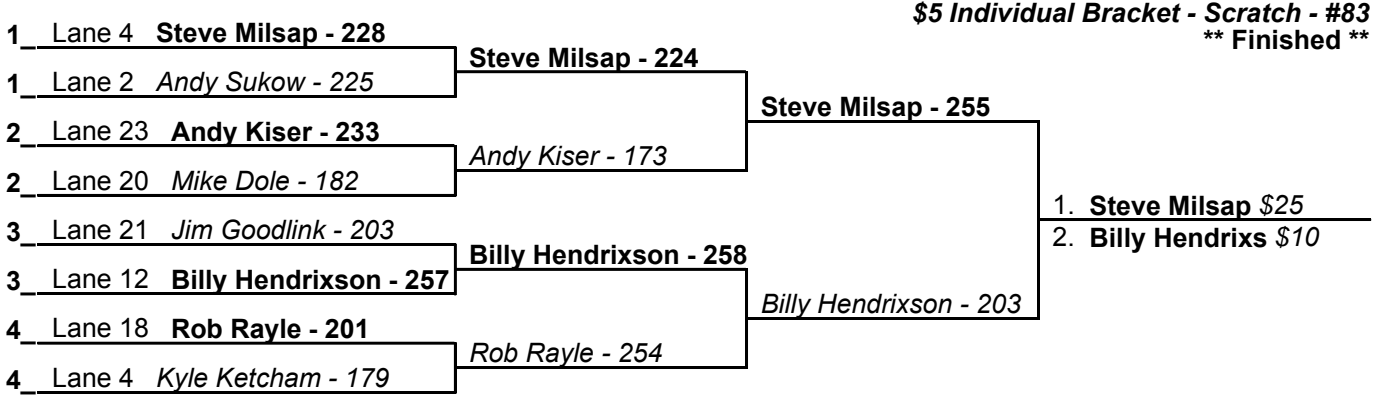 $5 Individual Bracket - Scratch - #83
** Finished **
1_ Lane 4 Steve Milsap - 228
1_ Lane 2 Andy Sukow - 225
2_ Lane 23 Andy Kiser - 233
2_ Lane 20 Mike Dole - 182
3_ Lane 21 Jim Goodlink - 203
3_ Lane 12 Billy Hendrixson - 257
4_ Lane 18 Rob Rayle - 201
4_ Lane 4 Kyle Ketcham - 179
Steve Milsap - 224
Andy Kiser - 173
Billy Hendrixson - 258
Rob Rayle - 254
Steve Milsap - 255
Billy Hendrixson - 203
1. Steve Milsap $25
2. Billy Hendrixs $10